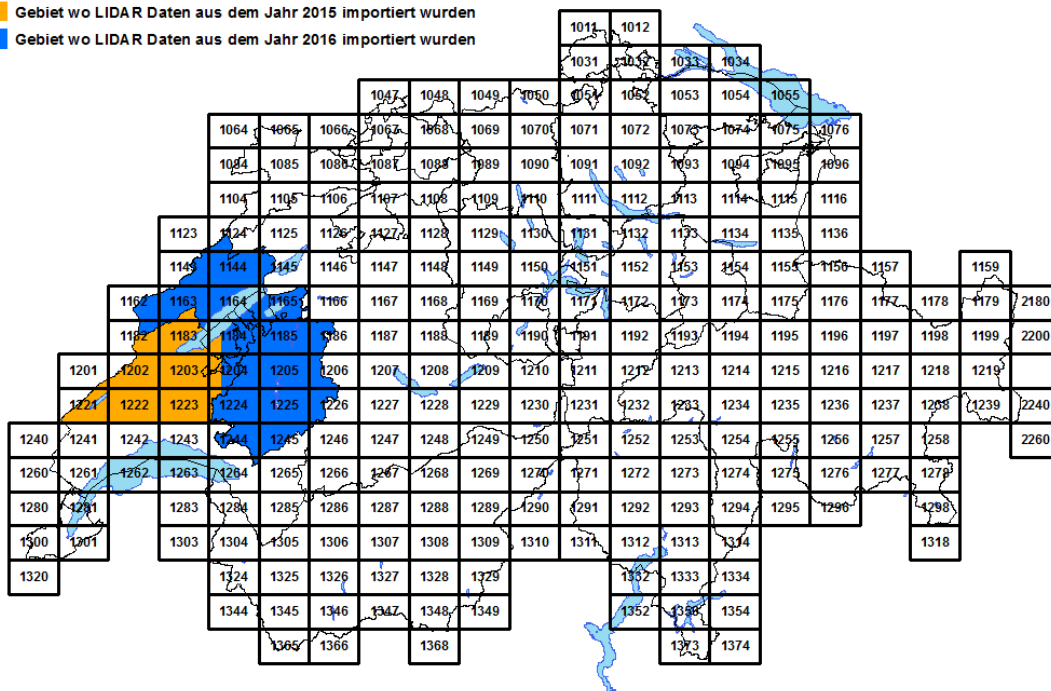 Gebiet wo LIDAR Daten aus dem Jahr 2015 importiert wurden
Gebiet wo LIDAR Daten aus dem Jahr 2016 importiert wurden
1011 1012
1031 1032 1033 1034
1047 1048 1049 1050 1051 1052 1053 1054 1055
1064 1065 1066 1067 1068 1069 1070 1071 1072 1073 1074 1075 1076
1084 1085 1086 1087 1088 1089 1090 1091 1092 1093 1094 1095 1096
1104 1105 1106 1107 1108 1109 1110 1111 1112 1113 1114 1115 1116
1123 1124 1125 1126 1127 1128 1129 1130 1131 1132 1133 1134 1135 1136
1143 1144 1145 1146 1147 1148 1149 1150 1151 1152 1153 1154 1155 1156 1157 1159
1162 1163 1164 1165 1166 1167 1168 1169 1170 1171 1172 1173 1174 1175 1176 1177 1178 1179 2180
1182 1183 1184 1185 1186 1187 1188 1189 1190 1191 1192 1193 1194 1195 1196 1197 1198 1199 2200
1201 1202 1203 1204 1205 1206 1207 1208 1209 1210 1211 1212 1213 1214 1215 1216 1217 1218 1219
1221 1222 1223 1224 1225 1226 1227 1228 1229 1230 1231 1232 1233 1234 1235 1236 1237 1238 1239 2240
1240 1241 1242 1243 1244 1245 1246 1247 1248 1249 1250 1251 1252 1253 1254 1255 1256 1257 1258 2260
1260 1261 1262 1263 1264 1265 1266 1267 1268 1269 1270 1271 1272 1273 1274 1275 1276 1277 1278
1280 1281 1283 1284 1285 1286 1287 1288 1289 1290 1291 1292 1293 1294 1295 1296 1298
1300 1301 1303 1304 1305 1306 1307 1308 1309 1310 1311 1312 1313 1314 1318
1320 1324 1325 1326 1327 1328 1329 1332 1333 1334
1344 1345 1346 1347 1348 1349 1352 1353 1354
1365 1366 1368 1373 1374